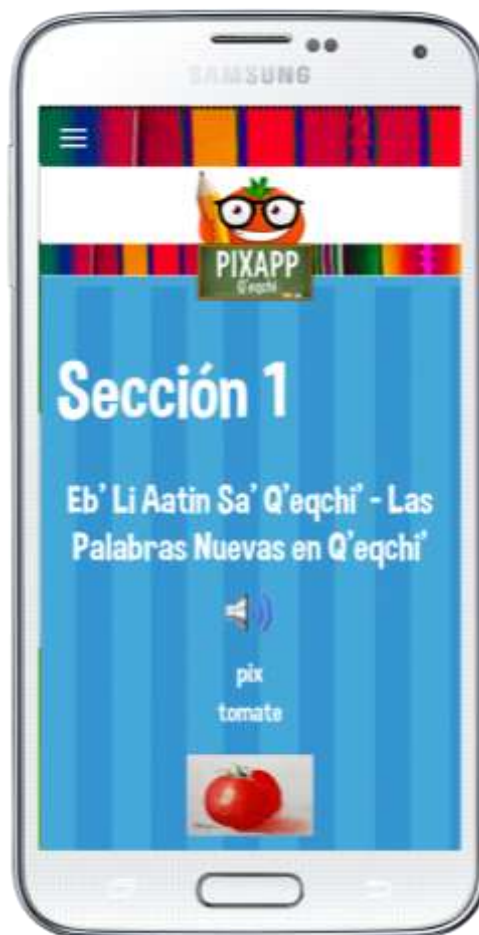 SAMSUNG
PIXAPP
Q'eqchi
Sección 1
Eb' Li Aatin Sa' Q'eqchi' - Las
Palabras Nuevas en Q'eqchi'
pix
tomate